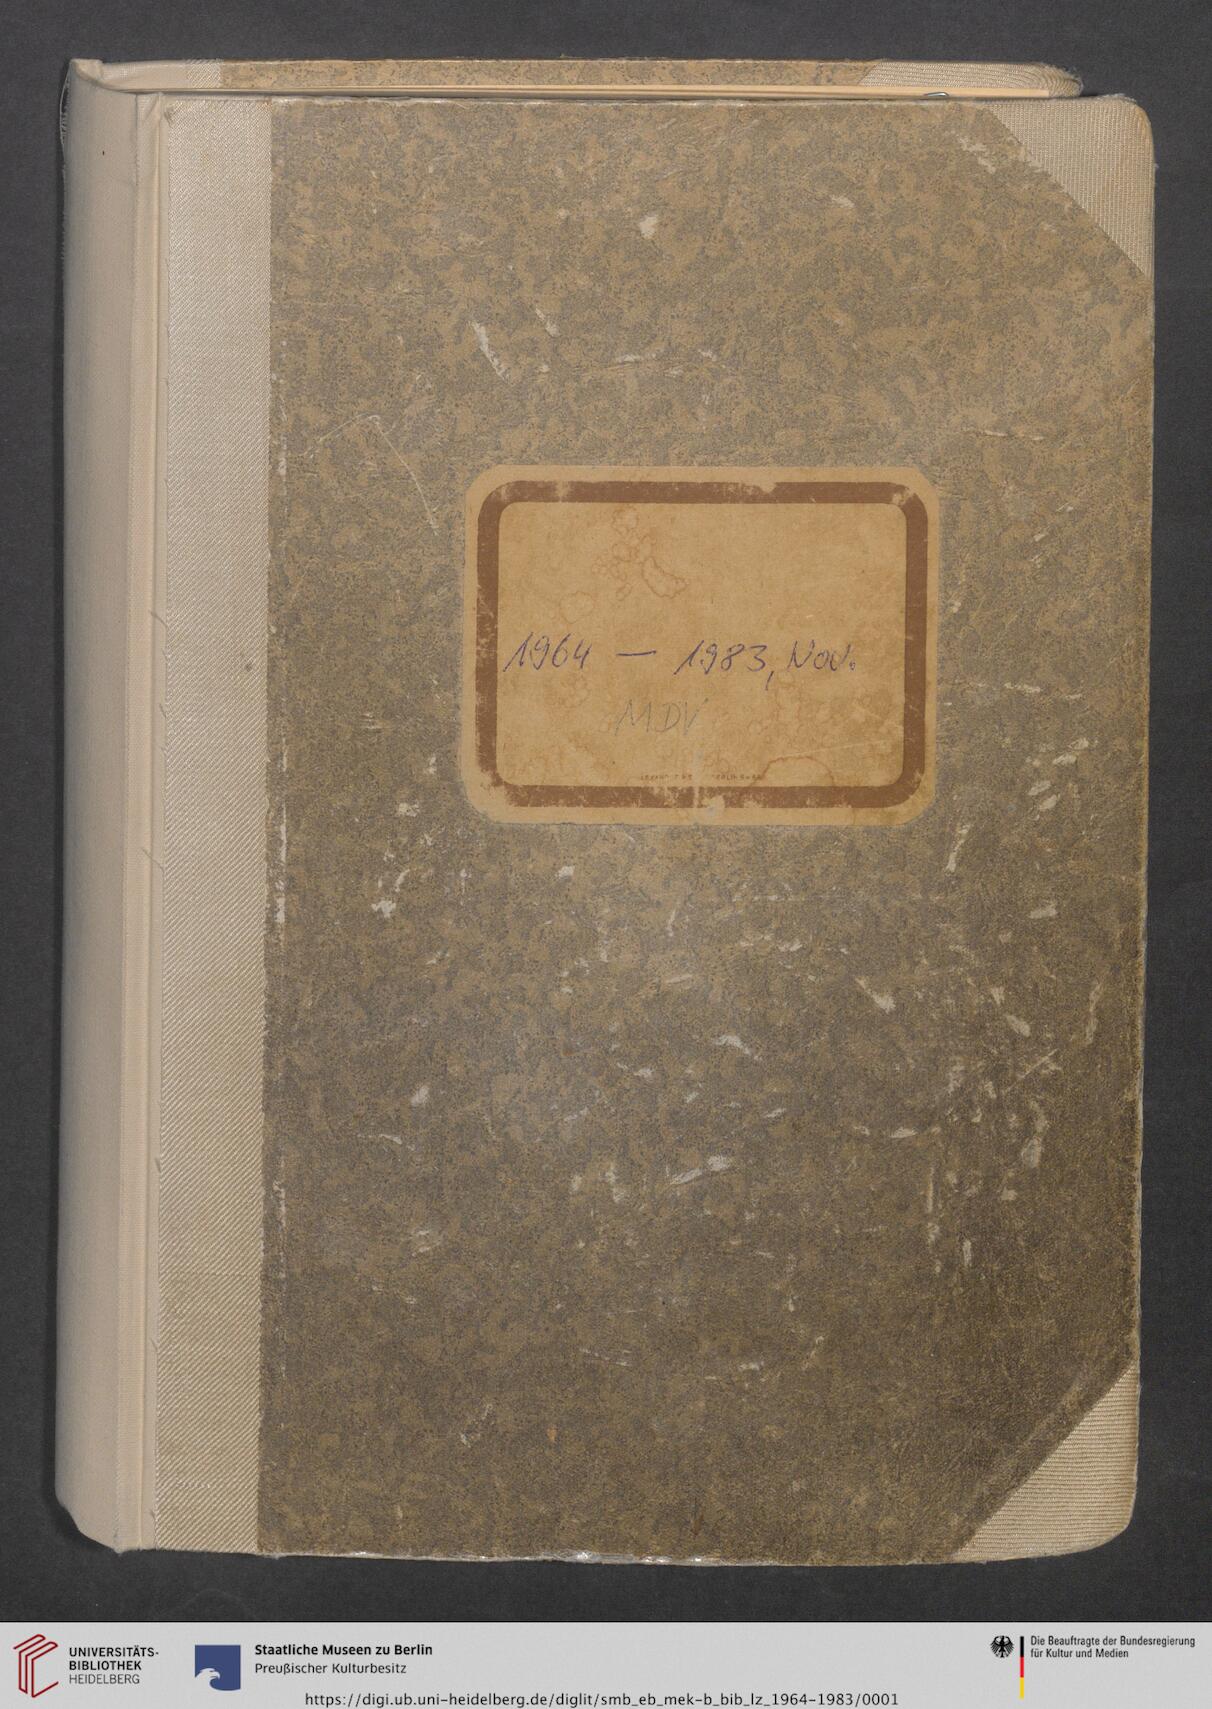 1964 — 1983, Nov.
MDV
UNIVERSITÄTS-
BIBLIOTHEK
HEIDELBERG
Staatliche Museen zu Berlin
Preußischer Kulturbesitz
Die Beauftragte der Bundesregierung
für Kultur und Medien
https://digi.ub.uni-heidelberg.de/diglit/smb_eb_mek-b_bib_lz_1964-1983/0001